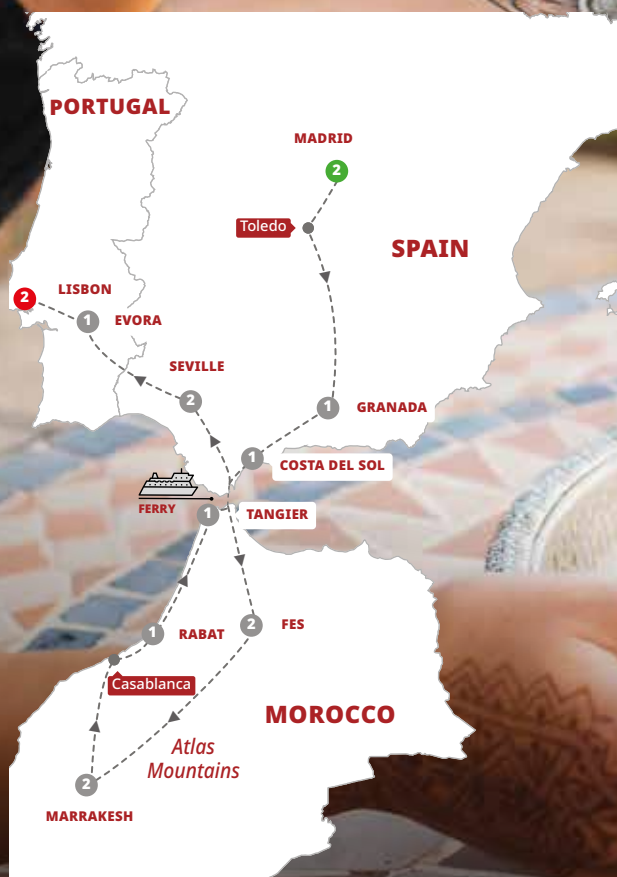 PORTUGAL
MADRID
2
Toledo
SPAIN
LISBON
2
1
EVORA
SEVILLE
2
1
GRANADA
1
COSTA DEL SOL
FERRY
1
TANGIER
2
FES
1
RABAT
Casablanca
MOROCCO
Atlas
Mountains
2
MARRAKESH